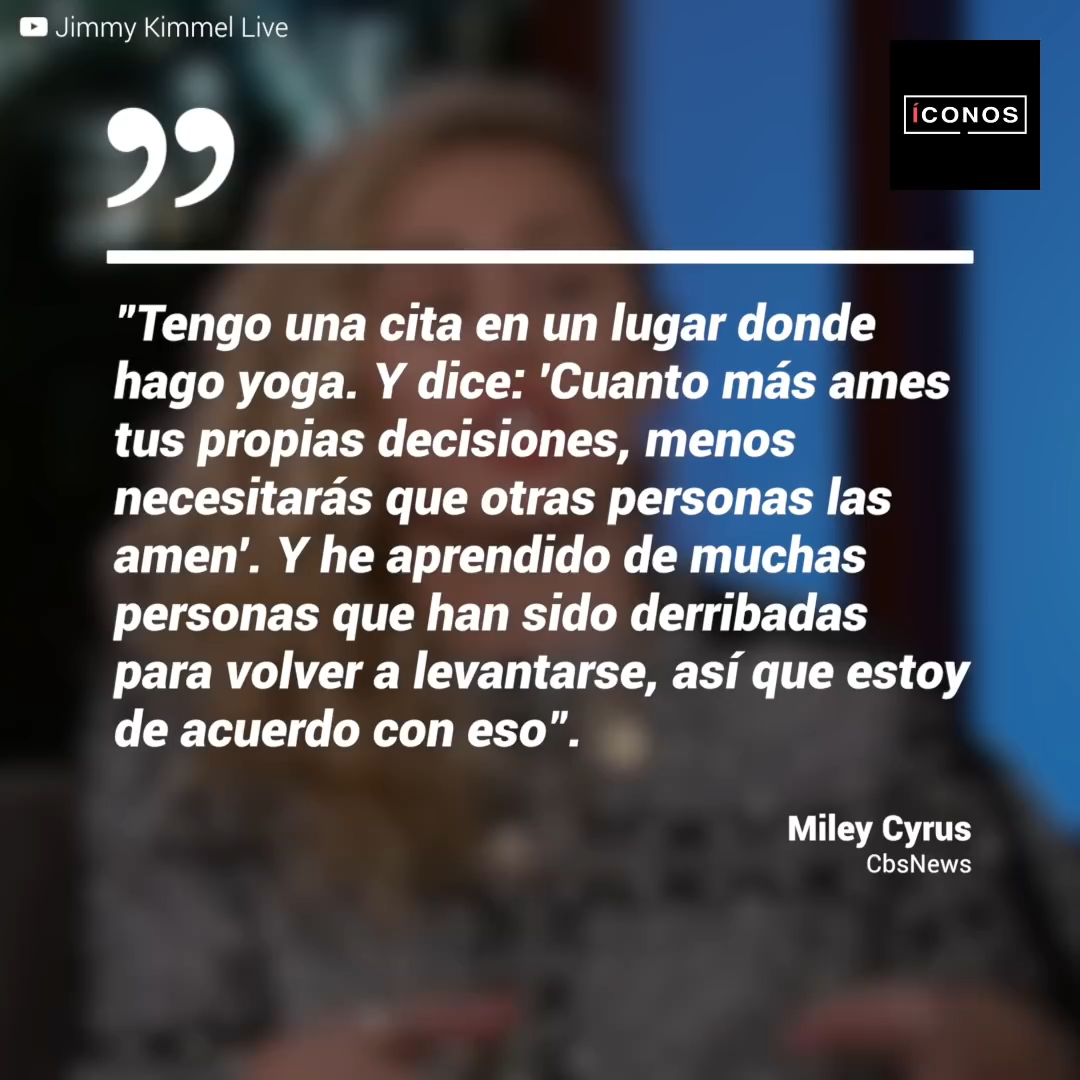 Jimmy Kimmel Live
ÍCONOS
"Tengo una cita en un lugar donde
hago yoga. Y dice: 'Cuanto más ames
tus propias decisiones, menos
necesitarás que otras personas las
amen'. Y he aprendido de muchas
personas que han sido derribadas
para volver a levantarse, así que estoy
de acuerdo con eso".
Miley Cyrus
CbsNews